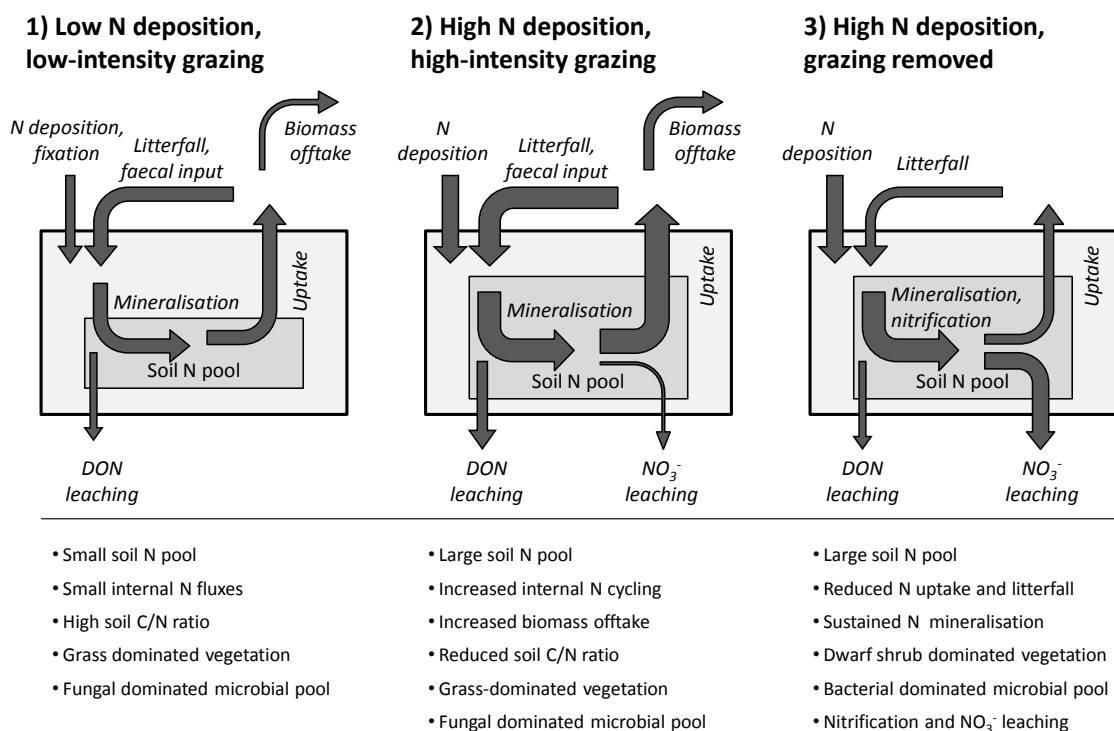 1) Low N deposition,
low-intensity grazing
N deposition,
fixation
Litterfall,
faecal input
Biomass
offtake
Mineralisation
Uptake
Soil N pool
DON
leaching
• Small soil N pool
• Small internal N fluxes
• High soil C/N ratio
• Grass dominated vegetation
• Fungal dominated microbial pool
2) High N deposition,
high-intensity grazing
N
deposition
Litterfall,
faecal input
Biomass
offtake
Mineralisation
Uptake
Soil N pool
DON
leaching
NO₃⁻
leaching
• Large soil N pool
• Increased internal N cycling
• Increased biomass offtake
• Reduced soil C/N ratio
• Grass-dominated vegetation
• Fungal dominated microbial pool
3) High N deposition,
grazing removed
N
deposition
Litterfall
Mineralisation,
nitrification
Uptake
Soil N pool
DON
leaching
NO₃⁻
leaching
• Large soil N pool
• Reduced N uptake and litterfall
• Sustained N mineralisation
• Dwarf shrub dominated vegetation
• Bacterial dominated microbial pool
• Nitrification and NO₃⁻ leaching